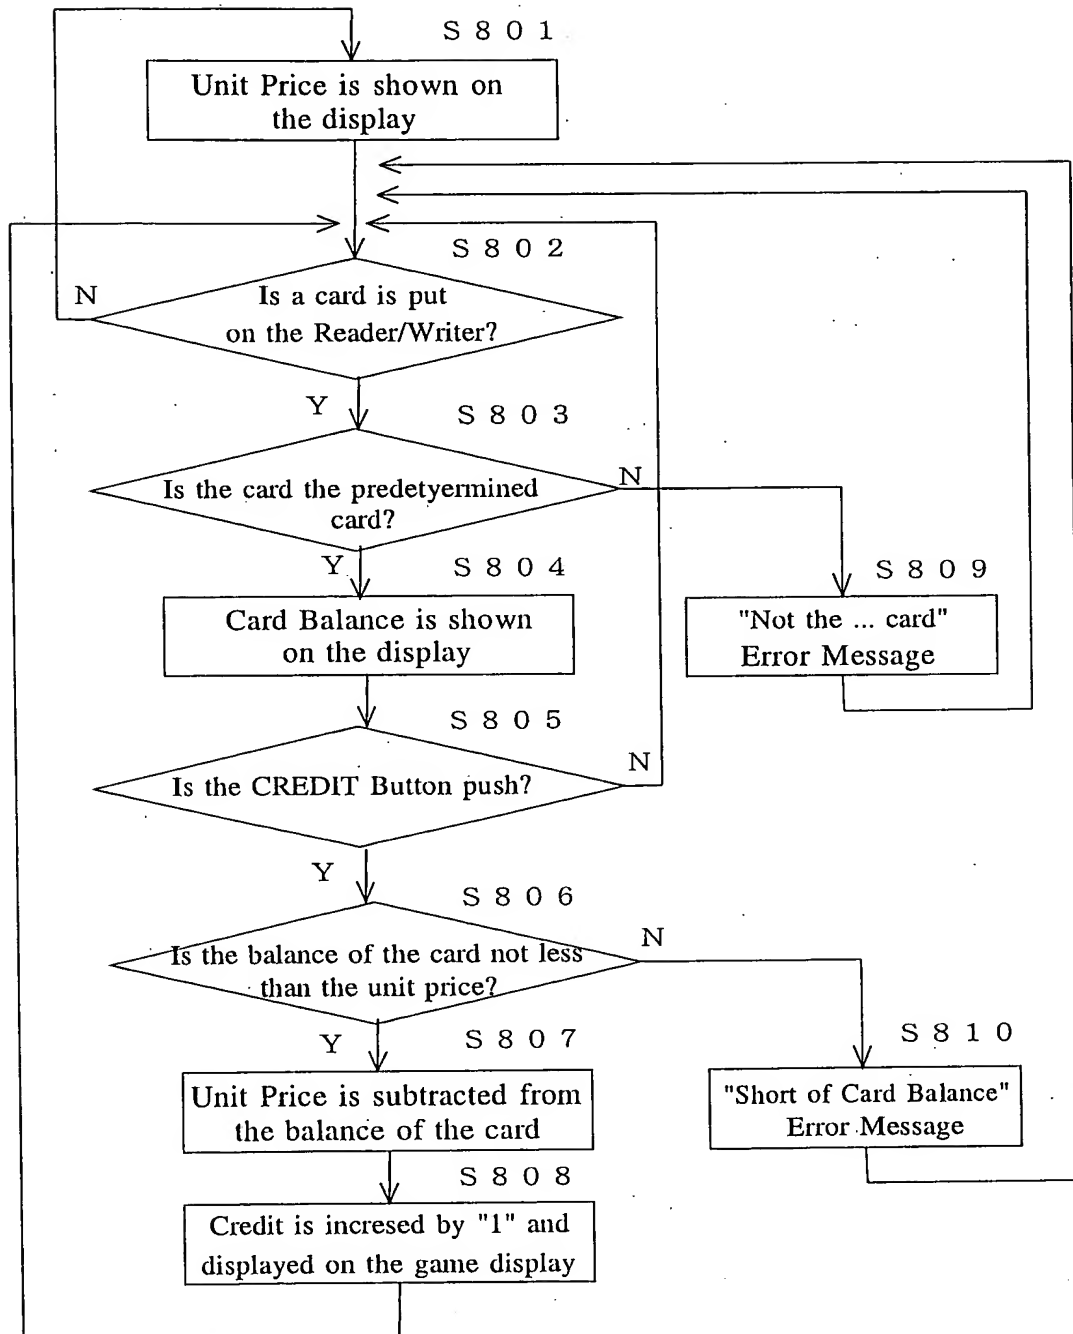 S801
Unit Price is shown on
the display
S802
N
Is a card is put
on the Reader/Writer?
Y
S803
N
Is the card the predetyermined
card?
Y
S804
S809
Card Balance is shown
on the display
"Not the ... card"
Error Message
S805
N
Is the CREDIT Button push?
Y
S806
N
Is the balance of the card not less
than the unit price?
Y
S807
S810
Unit Price is subtracted from
the balance of the card
"Short of Card Balance"
Error Message
S808
Credit is incresed by "1" and
displayed on the game display